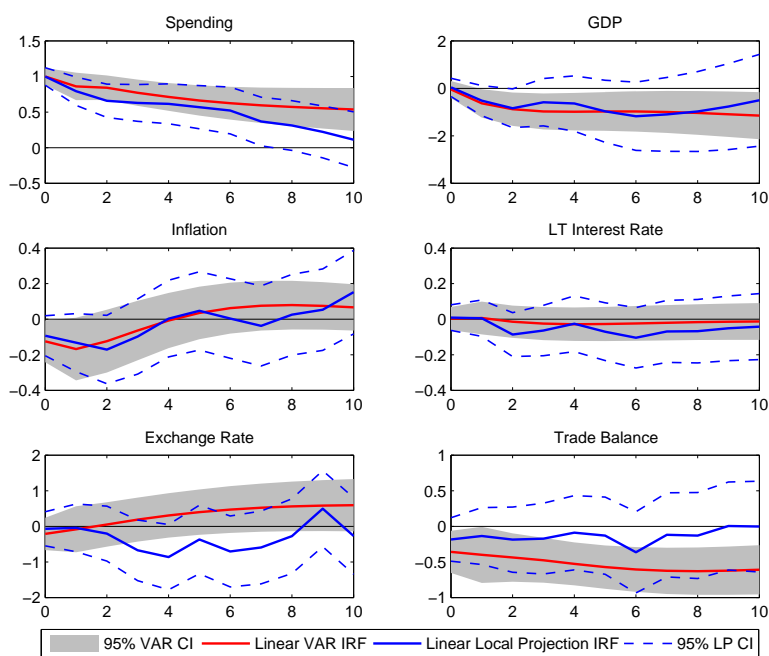 Spending
GDP
1.5
1
0.5
0
−0.5
0 2 4 6 8 10
2
0
−2
−4
0 2 4 6 8 10
Inflation
LT Interest Rate
0.4
0.2
0
−0.2
−0.4
0 2 4 6 8 10
0.4
0.2
0
−0.2
−0.4
0 2 4 6 8 10
Exchange Rate
Trade Balance
2
1
0
−1
−2
0 2 4 6 8 10
1
0.5
0
−0.5
−1
0 2 4 6 8 10
95% VAR CI Linear VAR IRF Linear Local Projection IRF 95% LP CI